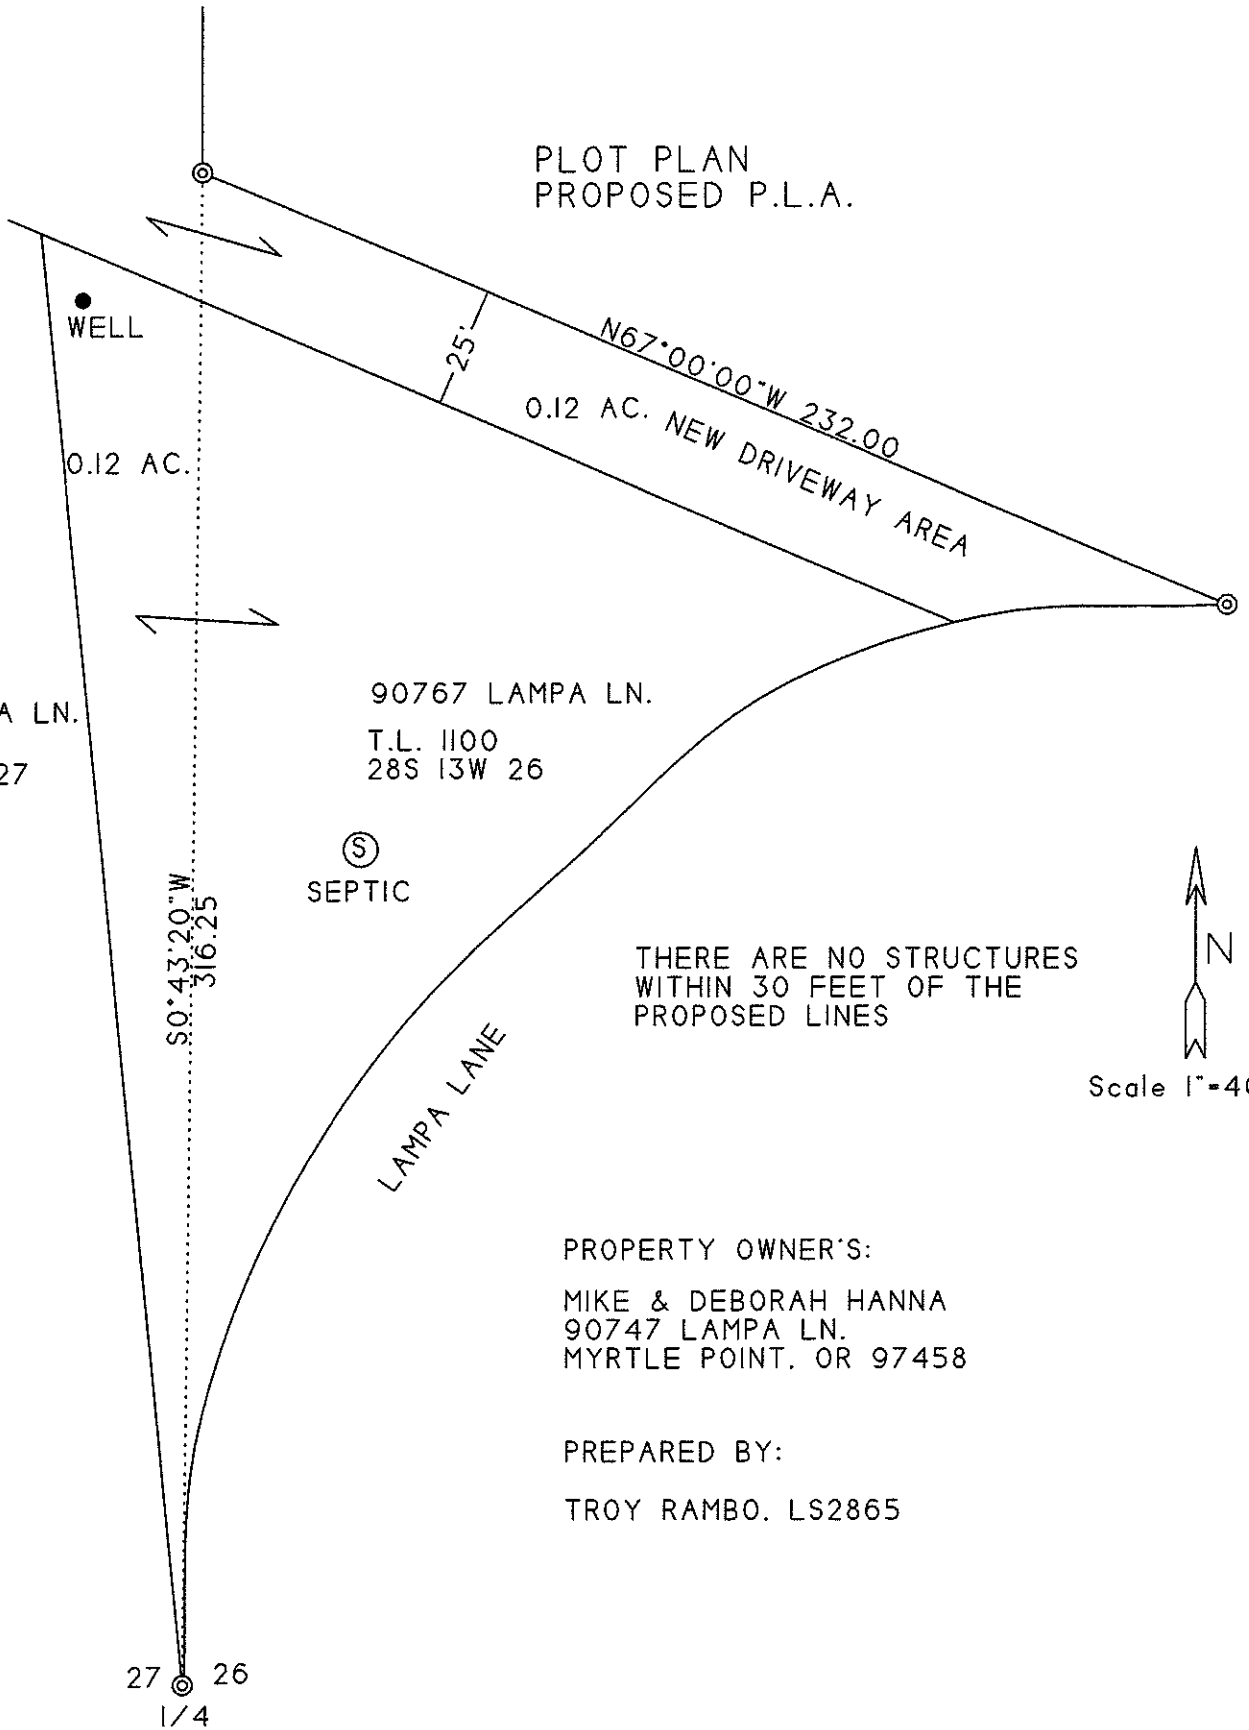 PLOT PLAN
PROPOSED P.L.A.
WELL
25'
N67°00'00"W 232.00
0.12 AC. NEW DRIVEWAY AREA
0.12 AC.
90767 LAMPA LN.
T.L. 1100
28S 13W 26
A LN.
27
S0°43'20"W
316.25
S
SEPTIC
THERE ARE NO STRUCTURES
WITHIN 30 FEET OF THE
PROPOSED LINES
N
Scale 1"=40
LAMPA LANE
PROPERTY OWNER'S:
MIKE & DEBORAH HANNA
90747 LAMPA LN.
MYRTLE POINT. OR 97458
PREPARED BY:
TROY RAMBO. LS2865
27 26
1/4